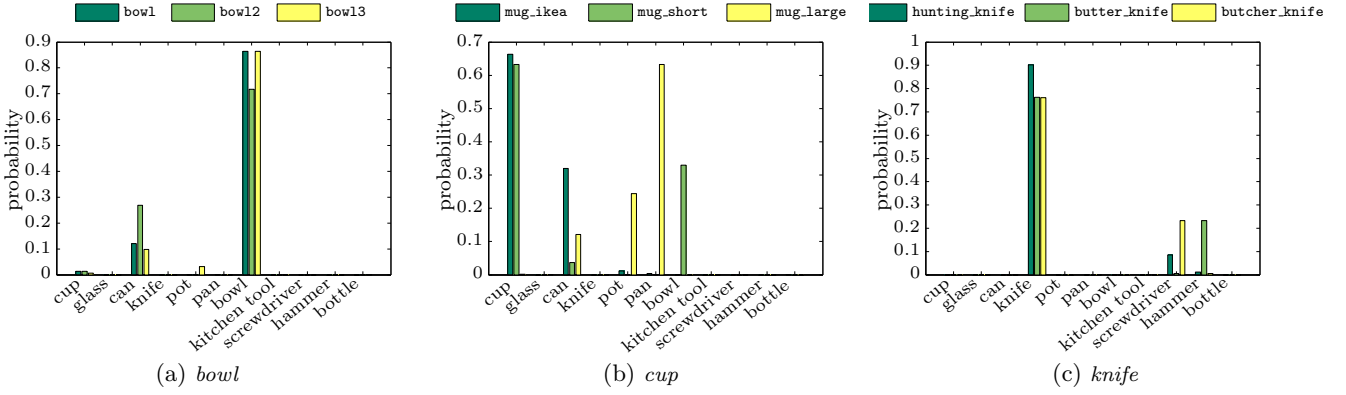 bowl bowl2 bowl3
0.9
0.8
0.7
0.6
0.5
0.4
0.3
0.2
0.1
0
probability
cup glass can knife pot pan bowl kitchen tool screwdriver hammer bottle
(a) bowl
mug_ikea mug_short mug_large
0.7
0.6
0.5
0.4
0.3
0.2
0.1
0
probability
cup glass can knife pot pan bowl kitchen tool screwdriver hammer bottle
(b) cup
hunting_knife butter_knife butcher_knife
1
0.9
0.8
0.7
0.6
0.5
0.4
0.3
0.2
0.1
0
probability
cup glass can knife pot pan bowl kitchen tool screwdriver hammer bottle
(c) knife